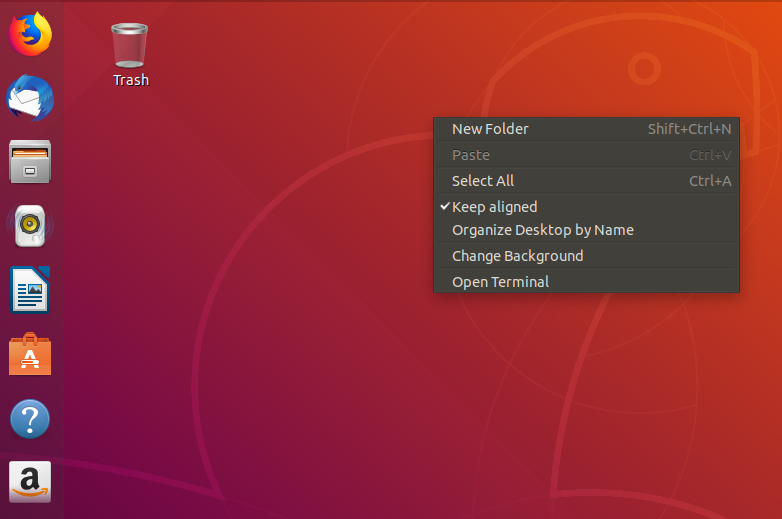 Trash
New Folder Shift+Ctrl+N
Paste Ctrl+V
Select All Ctrl+A
Keep aligned
Organize Desktop by Name
Change Background
Open Terminal
A
?
a